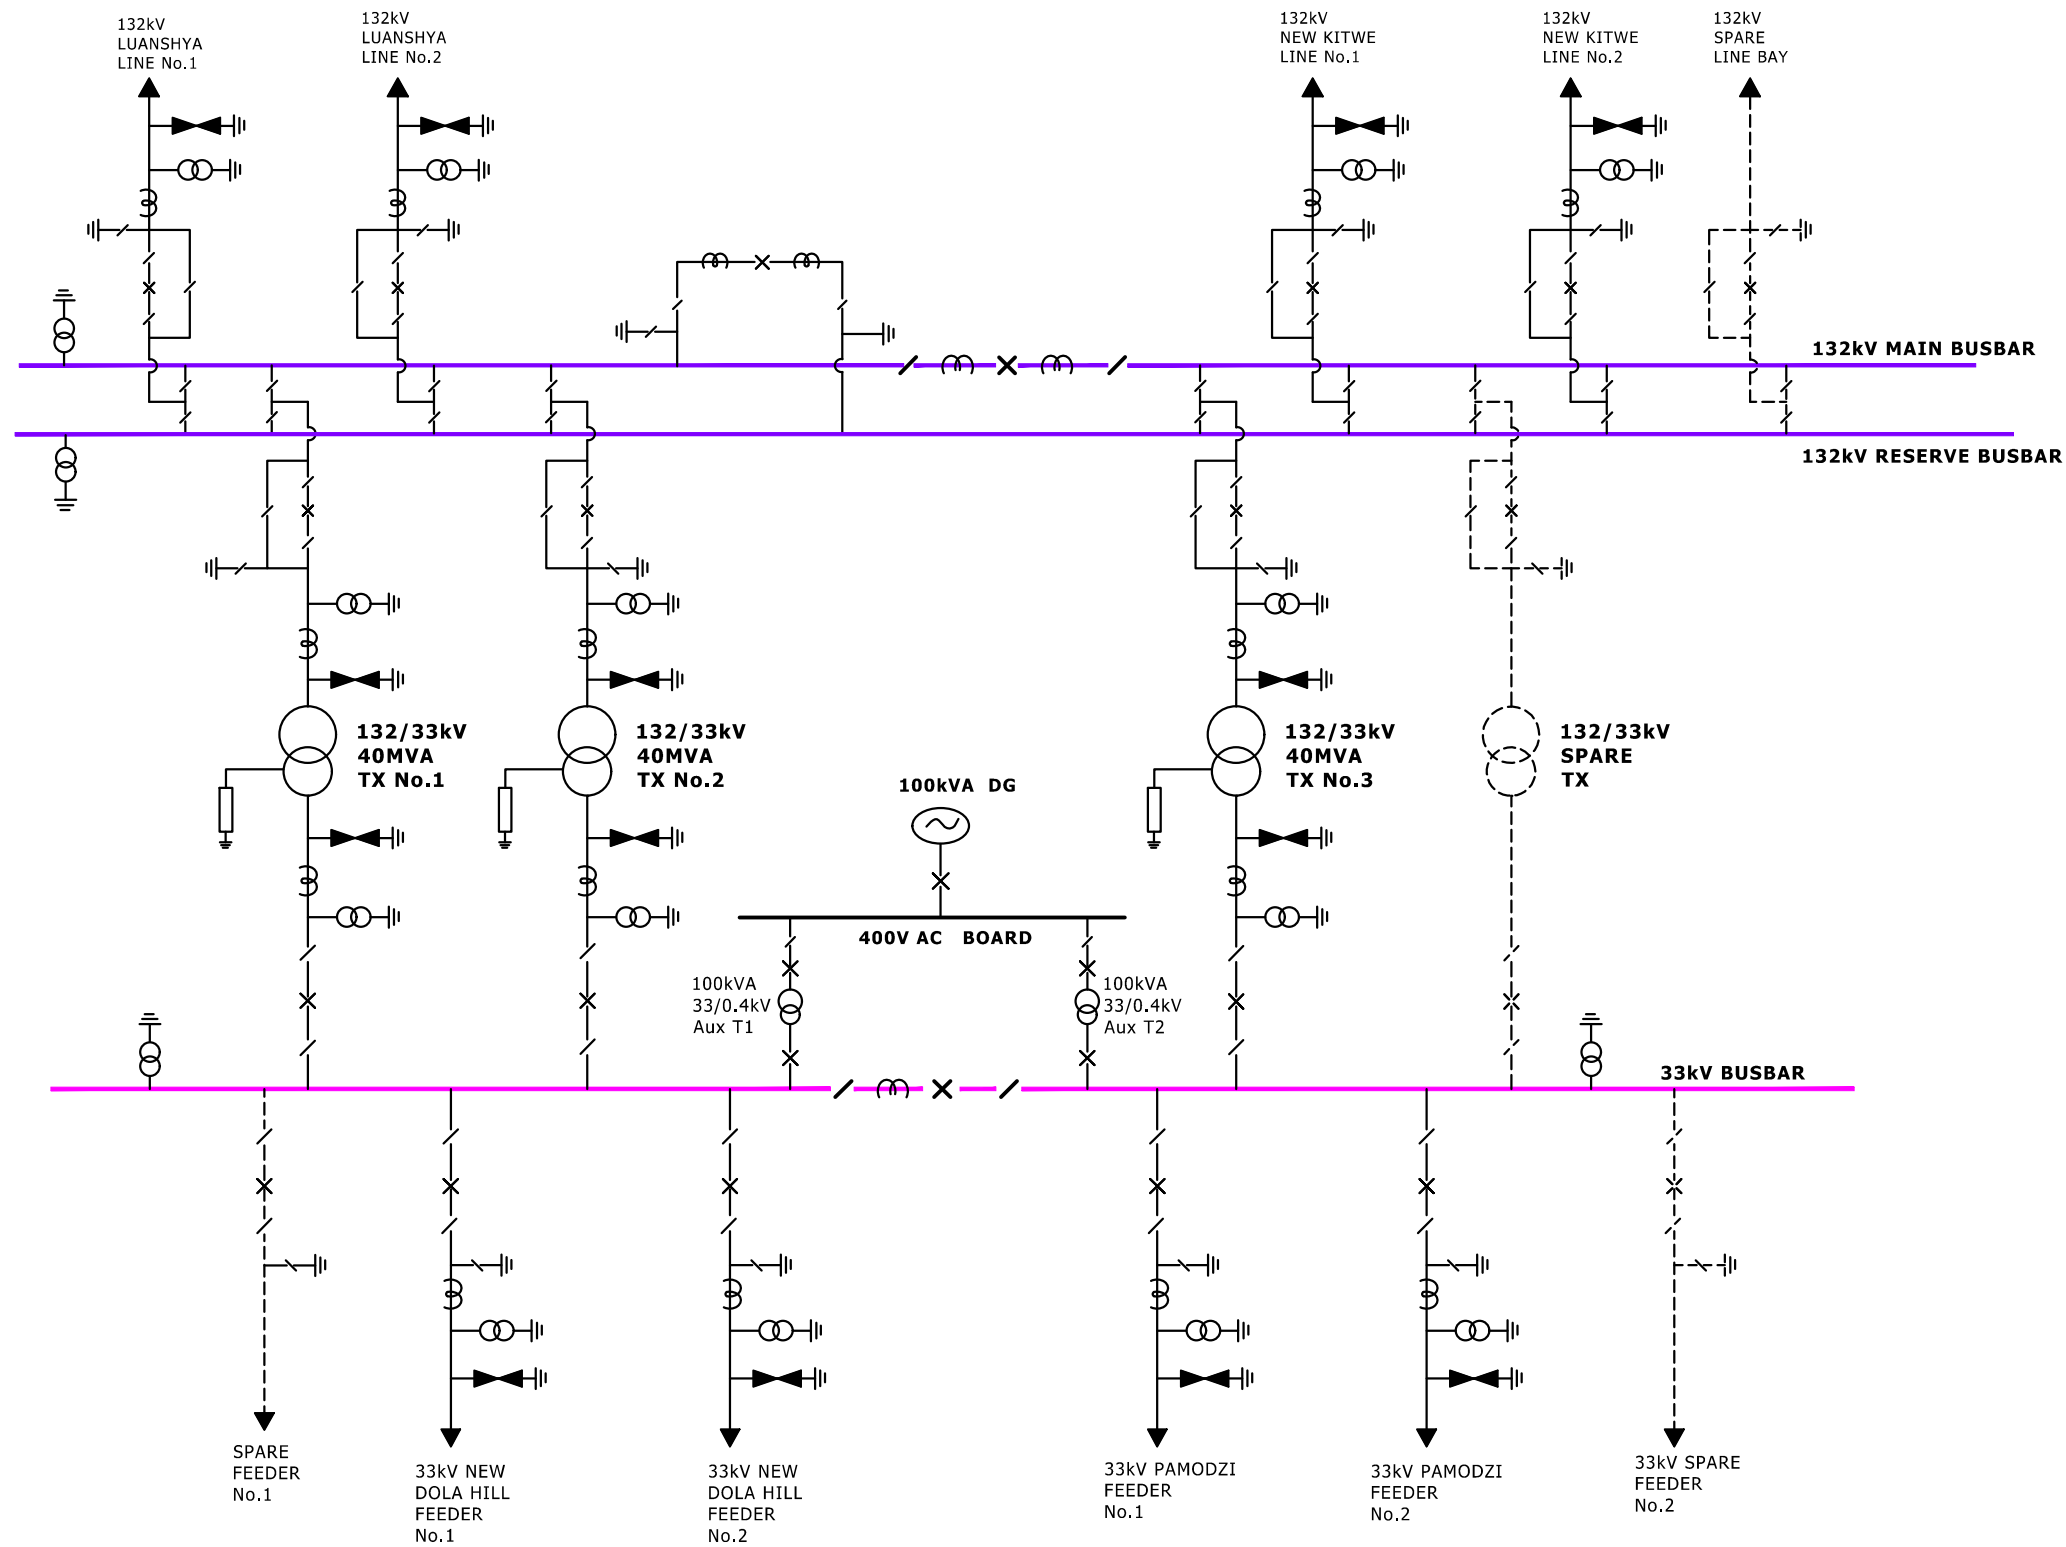 132kV
LUANSHYA
LINE No.1
132kV
LUANSHYA
LINE No.2
132kV
NEW KITWE
LINE No.1
132kV
NEW KITWE
LINE No.2
132kV
SPARE
LINE BAY
132kV MAIN BUSBAR
132kV RESERVE BUSBAR
132/33kV
40MVA
TX No.1
132/33kV
40MVA
TX No.2
132/33kV
40MVA
TX No.3
132/33kV
SPARE
TX
100kVA DG
400V AC BOARD
100kVA
33/0.4kV
Aux T1
100kVA
33/0.4kV
Aux T2
33kV BUSBAR
SPARE
FEEDER
No.1
33kV NEW
DOLA HILL
FEEDER
No.1
33kV NEW
DOLA HILL
FEEDER
No.2
33kV PAMODZI
FEEDER
No.1
33kV PAMODZI
FEEDER
No.2
33kV SPARE
FEEDER
No.2